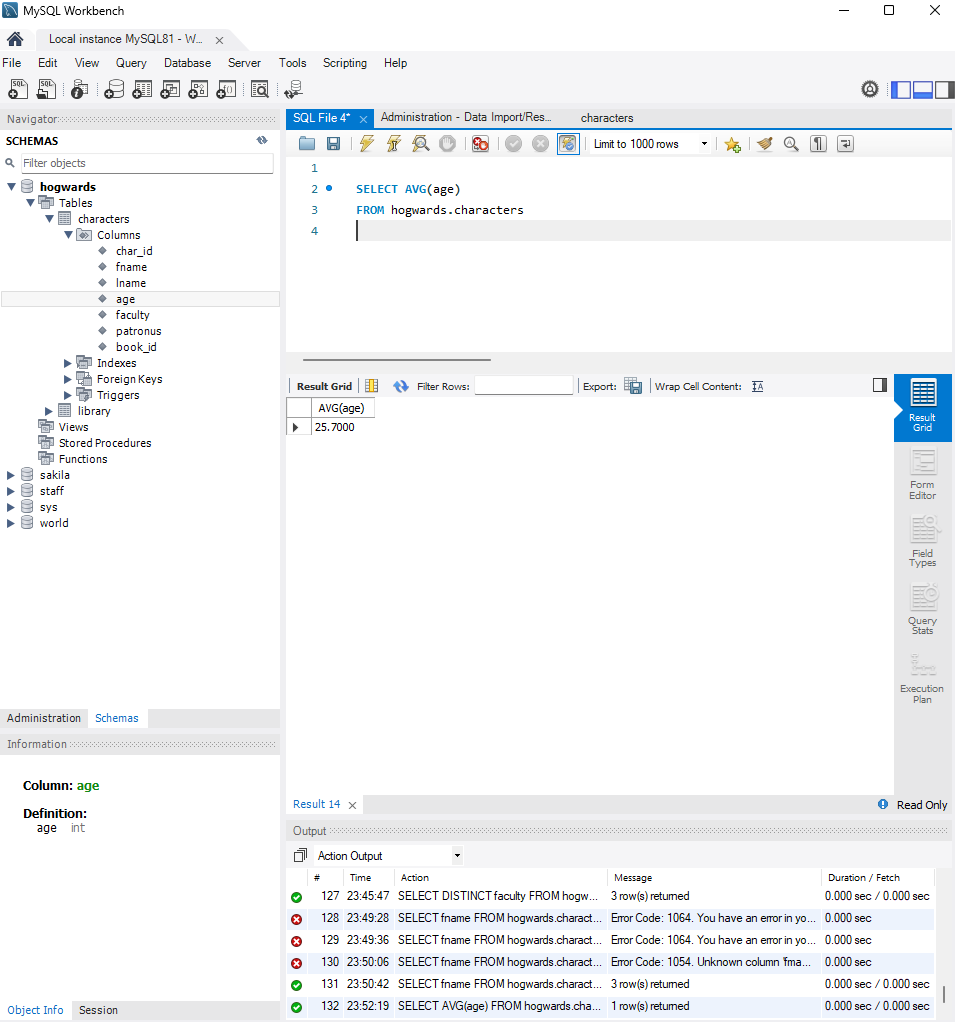 MySQL Workbench
Local instance MySQL81 - W...
File Edit View Query Database Server Tools Scripting Help
Navigator
SCHEMAS
Filter objects
hogwards
Tables
characters
Columns
char_id
fname
lname
age
faculty
patronus
book_id
Indexes
Foreign Keys
Triggers
library
Views
Stored Procedures
Functions
sakila
staff
sys
world
Administration Schemas
Information
Column: age
Definition:
age int
Object Info Session
SQL File 4* Administration - Data Import/Res... characters
Limit to 1000 rows
1
2 SELECT AVG(age)
3 FROM hogwards.characters
4
Result Grid Filter Rows: Export: Wrap Cell Content:
AVG(age)
25.7000
Result Grid
Form Editor
Field Types
Query Stats
Execution Plan
Result 14 Read Only
Output
Action Output
# Time Action Message Duration / Fetch
127 23:45:47 SELECT DISTINCT faculty FROM hogw... 3 row(s) returned 0.000 sec / 0.000 sec
128 23:49:28 SELECT fname FROM hogwards.charact... Error Code: 1064. You have an error in yo... 0.000 sec
129 23:49:36 SELECT fname FROM hogwards.charact... Error Code: 1064. You have an error in yo... 0.000 sec
130 23:50:06 SELECT fname FROM hogwards.charact... Error Code: 1054. Unknown column 'fma... 0.000 sec
131 23:50:42 SELECT fname FROM hogwards.charact... 3 row(s) returned 0.000 sec / 0.000 sec
132 23:52:19 SELECT AVG(age) FROM hogwards.cha... 1 row(s) returned 0.000 sec / 0.000 sec